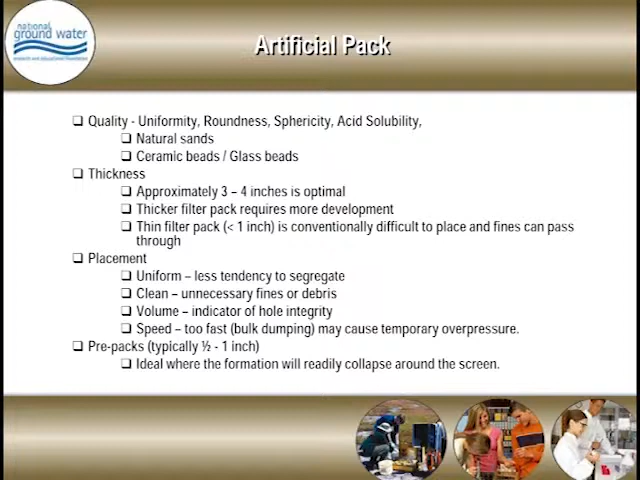 national
ground water
research and educational foundation
Artificial Pack
❑ Quality - Uniformity, Roundness, Sphericity, Acid Solubility,
❑ Natural sands
❑ Ceramic beads / Glass beads
❑ Thickness
❑ Approximately 3 – 4 inches is optimal
❑ Thicker filter pack requires more development
❑ Thin filter pack (< 1 inch) is conventionally difficult to place and fines can pass
through
❑ Placement
❑ Uniform – less tendency to segregate
❑ Clean – unnecessary fines or debris
❑ Volume – indicator of hole integrity
❑ Speed – too fast (bulk dumping) may cause temporary overpressure.
❑ Pre-packs (typically ½ - 1 inch)
❑ Ideal where the formation will readily collapse around the screen.